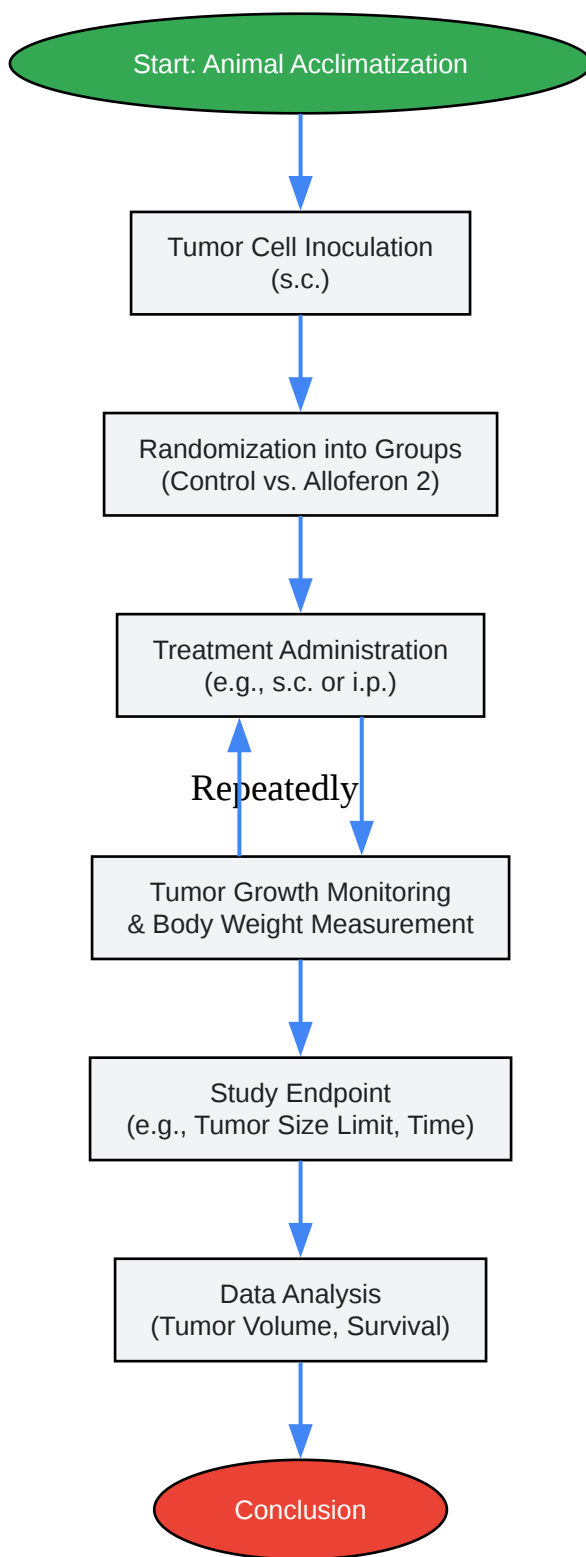 Start: Animal Acclimatization
Tumor Cell Inoculation
(s.c.)
Randomization into Groups
(Control vs. Alloferon 2)
Treatment Administration
(e.g., s.c. or i.p.)
Repeatedly
Tumor Growth Monitoring
& Body Weight Measurement
Study Endpoint
(e.g., Tumor Size Limit, Time)
Data Analysis
(Tumor Volume, Survival)
Conclusion